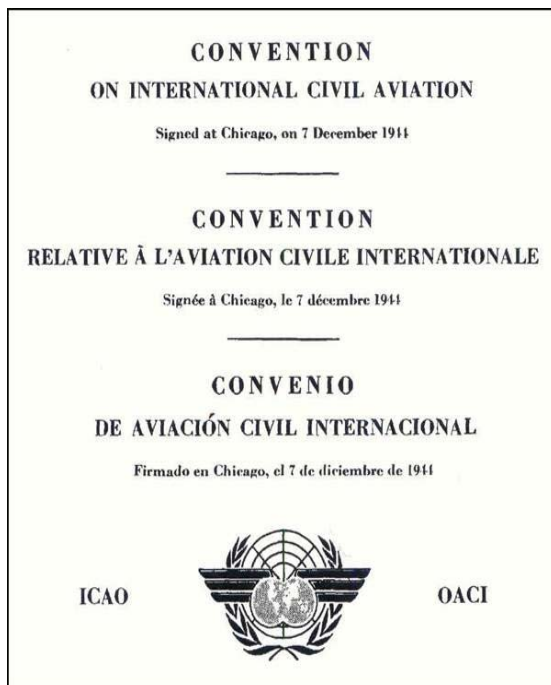 CONVENTION
ON INTERNATIONAL CIVIL AVIATION
Signed at Chicago, on 7 December 1944
CONVENTION
RELATIVE À L'AVIATION CIVILE INTERNATIONALE
Signée à Chicago, le 7 décembre 1944
CONVENIO
DE AVIACIÓN CIVIL INTERNACIONAL
Firmado en Chicago, el 7 de diciembre de 1944
ICAO OACI